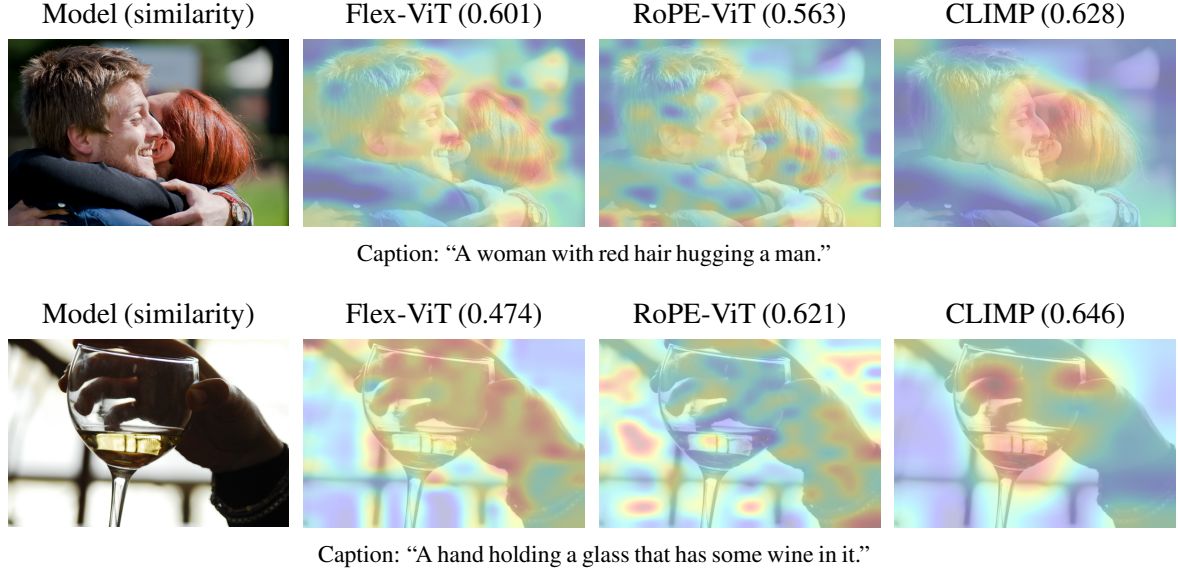 Model (similarity) Flex-ViT (0.601) RoPE-ViT (0.563) CLIMP (0.628)
Caption: “A woman with red hair hugging a man.”
Model (similarity) Flex-ViT (0.474) RoPE-ViT (0.621) CLIMP (0.646)
Caption: “A hand holding a glass that has some wine in it.”